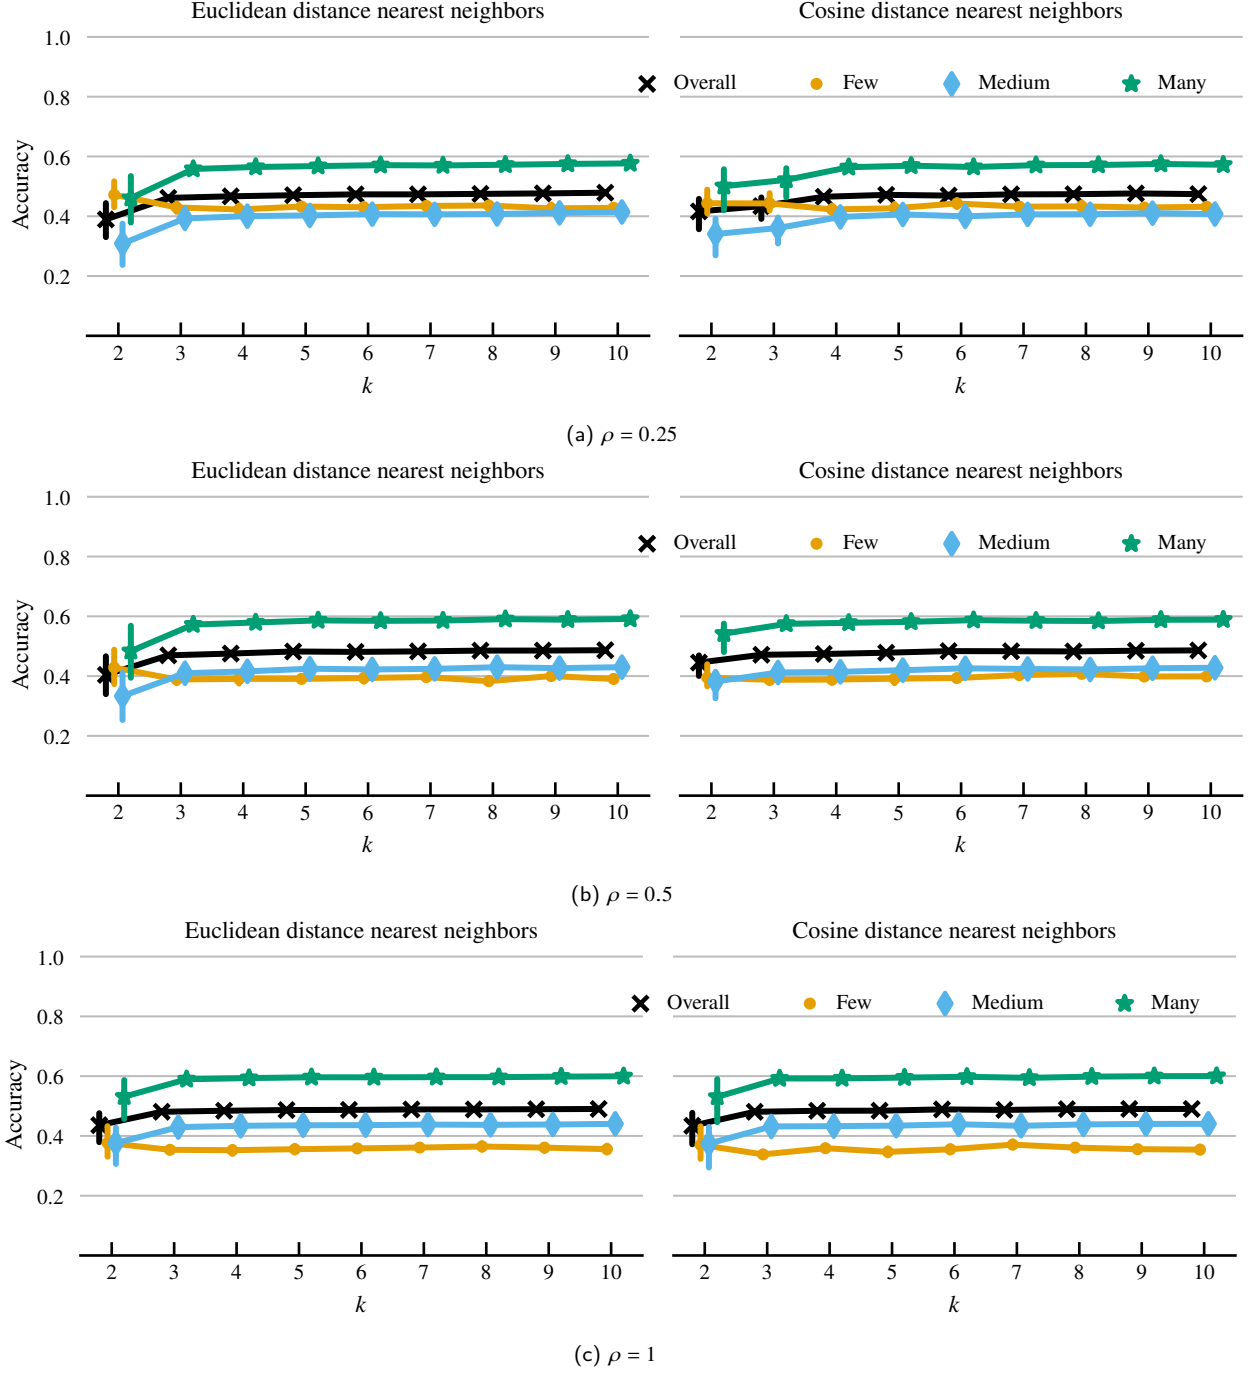 Euclidean distance nearest neighbors
Cosine distance nearest neighbors
1.0
0.8
0.6
0.4
0.2
Accuracy
Overall Few Medium Many
2 3 4 5 6 7 8 9 10
k
2 3 4 5 6 7 8 9 10
k
(a) ρ = 0.25
Euclidean distance nearest neighbors
Cosine distance nearest neighbors
1.0
0.8
0.6
0.4
0.2
Accuracy
Overall Few Medium Many
2 3 4 5 6 7 8 9 10
k
2 3 4 5 6 7 8 9 10
k
(b) ρ = 0.5
Euclidean distance nearest neighbors
Cosine distance nearest neighbors
1.0
0.8
0.6
0.4
0.2
Accuracy
Overall Few Medium Many
2 3 4 5 6 7 8 9 10
k
2 3 4 5 6 7 8 9 10
k
(c) ρ = 1